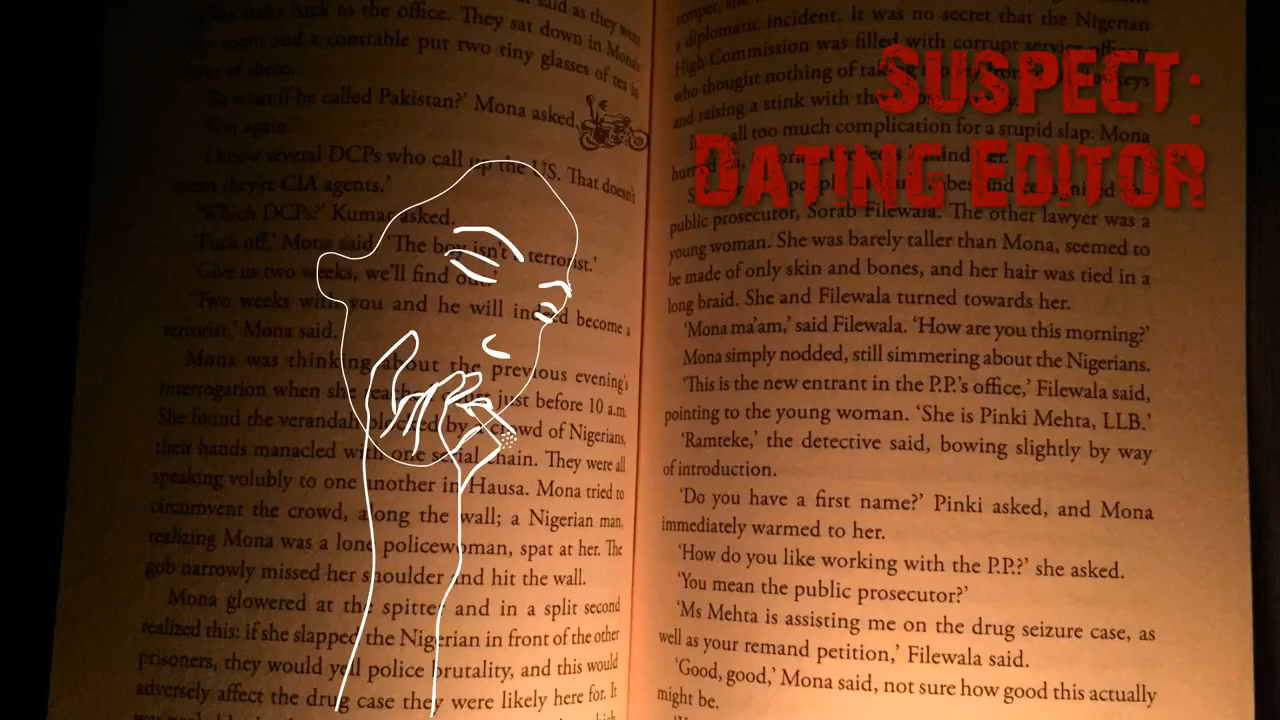 said as they went
back to the office. They sat down in Mona's
room and a constable put two tiny glasses of tea in
front of them.
'So what if he called Pakistan?' Mona asked.
'Not again.'
'I know several DCPs who call up the US. That doesn't
mean they're CIA agents.'
'Which DCPs?' Kumar asked.
'Fuck off,' Mona said. 'The boy isn't a terrorist.'
'Give us two weeks, we'll find out.'
'Two weeks with you and he will indeed become a
terrorist.' Mona said.
Mona was thinking about the previous evening's
interrogation when she reached court just before 10 a.m.
She found the verandah blocked by a crowd of Nigerians,
their hands manacled with one serial chain. They were all
speaking volubly to one another in Hausa. Mona tried to
circumvent the crowd, along the wall; a Nigerian man,
realizing Mona was a lone policewoman, spat at her. The
gob narrowly missed her shoulder and hit the wall.
Mona glowered at the spitter and in a split second
realized this: if she slapped the Nigerian in front of the other
prisoners, they would yell police brutality, and this would
adversely affect the drug case they were likely here for. It
which
temper, she
a diplomatic incident. It was no secret that the Nigerian
High Commission was filled with corrupt service officers
who thought nothing of taking
and raising a stink with the
all too much complication for a stupid slap. Mona
behind her.
public prosecutor, Sorab Filewala. The other lawyer was a
young woman. She was barely taller than Mona, seemed to
be made of only skin and bones, and her hair was tied in a
long braid. She and Filewala turned towards her.
'Mona ma'am,' said Filewala. 'How are you this morning?'
Mona simply nodded, still simmering about the Nigerians.
'This is the new entrant in the P.P.'s office,' Filewala said,
pointing to the young woman. 'She is Pinki Mehta, LLB.'
'Ramteke,' the detective said, bowing slightly by way
of introduction.
'Do you have a first name?' Pinki asked, and Mona
immediately warmed to her.
'How do you like working with the P.P.?' she asked.
'You mean the public prosecutor?'
'Ms Mehta is assisting me on the drug seizure case, as
well as your remand petition,' Filewala said.
'Good, good,' Mona said, not sure how good this actually
might be.
SUSPECT:
DATING EDITOR